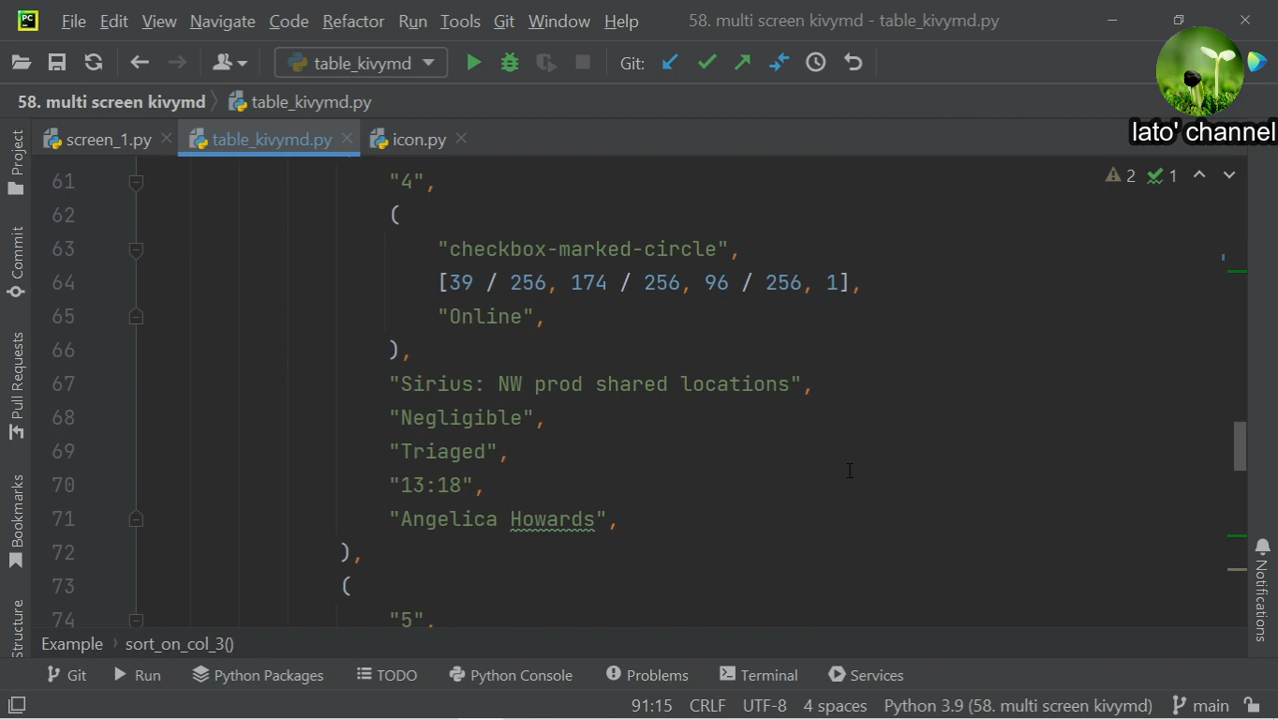 PC File Edit View Navigate Code Refactor Run Tools Git Window Help 58. multi screen kivymd - table_kivymd.py
table_kivymd Git:
lato' channel
58. multi screen kivymd table_kivymd.py
screen_1.py table_kivymd.py icon.py
2 1
61 "4",
62 (
63 "checkbox-marked-circle",
64 [39 / 256, 174 / 256, 96 / 256, 1],
65 "Online",
66 ),
67 "Sirius: NW prod shared locations",
68 "Negligible",
69 "Triaged",
70 "13:18",
71 "Angelica Howards",
72 ),
73 (
74 "5",
Project
Commit
Pull Requests
Bookmarks
Structure
Notifications
Example sort_on_col_3()
Git Run Python Packages TODO Python Console Problems Terminal Services
91:15 CRLF UTF-8 4 spaces Python 3.9 (58. multi screen kivymd) main